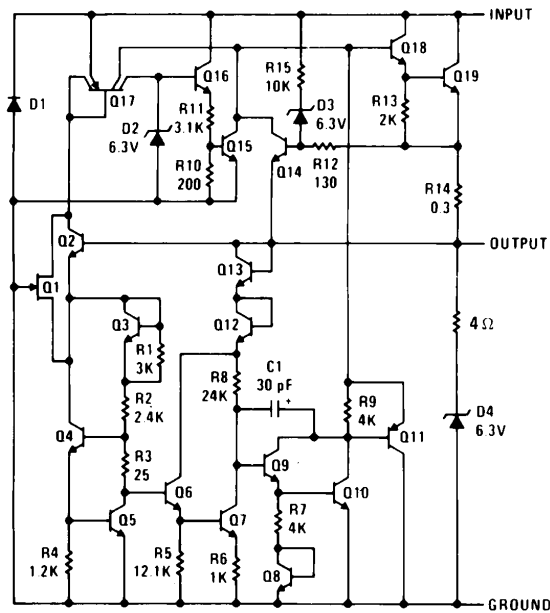 INPUT
Q18
Q19
R15
10K
Q16
Q17
R11
3.1K
D1
D2
6.3V
D3
6.3V
R13
2K
Q15
R10
200
R12
130
Q14
R14
0.3
Q2
OUTPUT
Q1
Q13
Q3
R1
3K
Q12
4 Ω
C1
30 pF
+
R8
24K
R2
2.4K
R9
4K
D4
6.3V
Q4
Q11
R3
25
Q9
Q6
Q10
Q5
Q7
R7
4K
R4
1.2K
R5
12.1K
R6
1K
Q8
GROUND